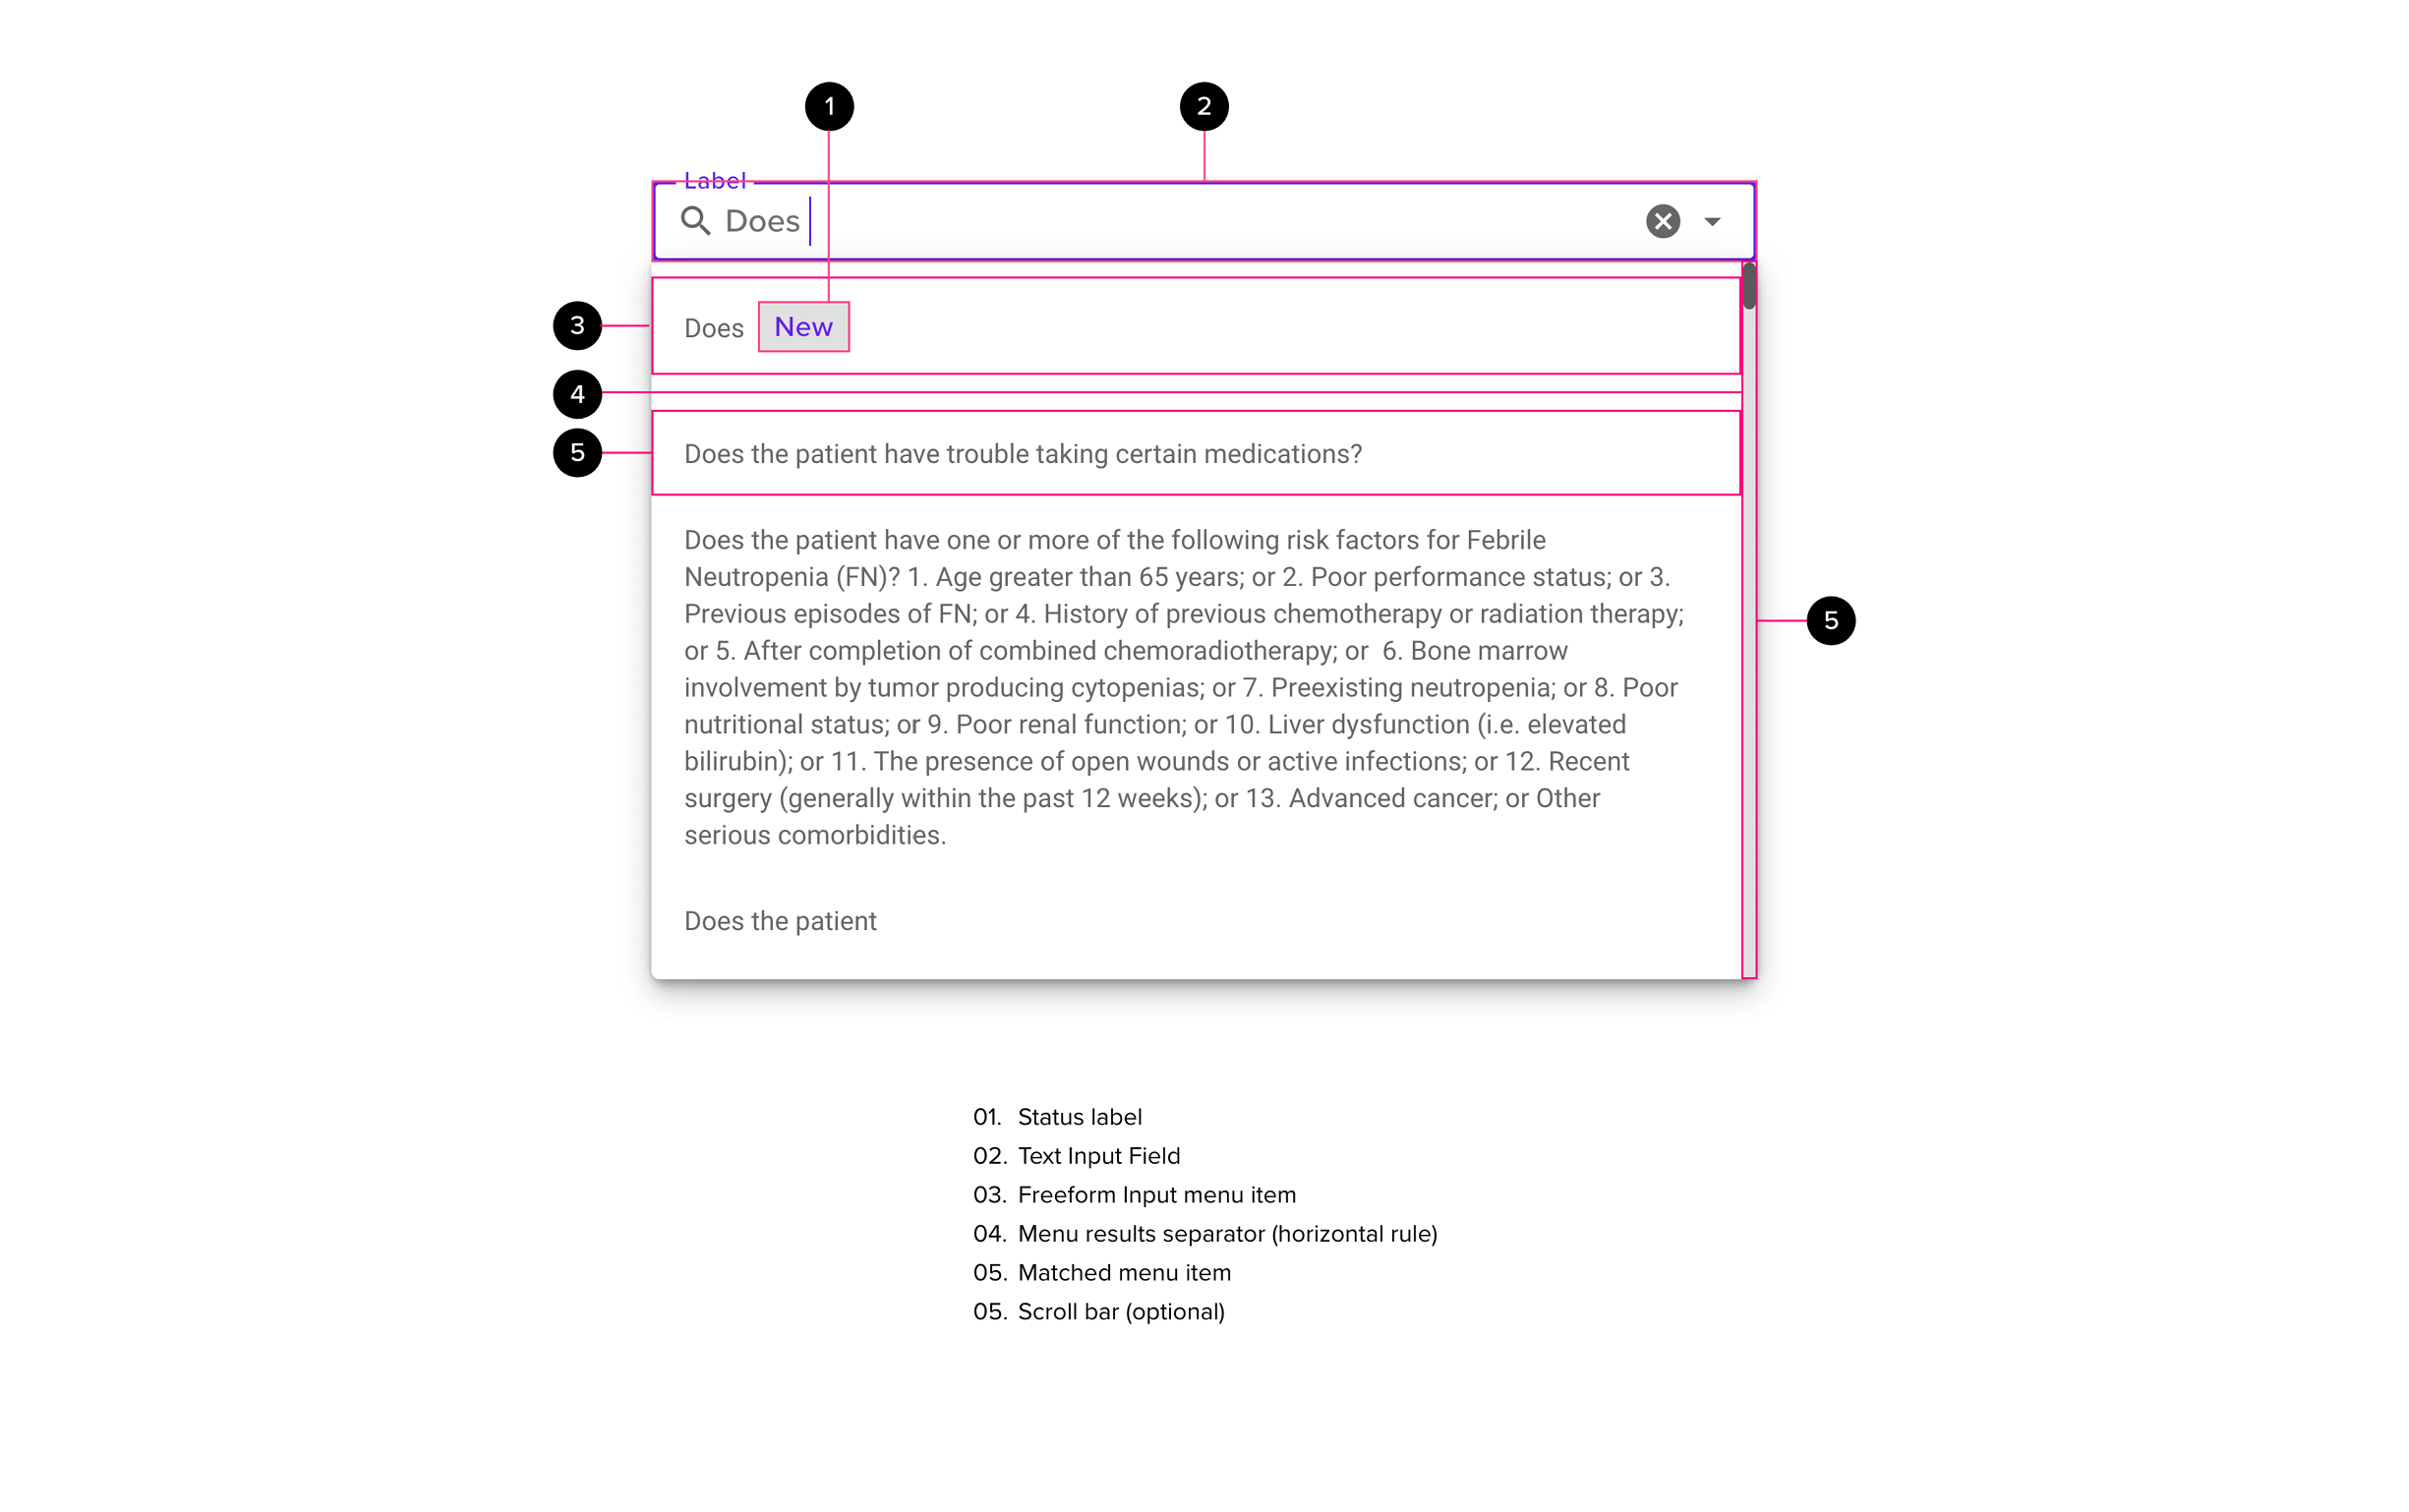 1
2
Label
Does
3
Does New
4
5
Does the patient have trouble taking certain medications?
Does the patient have one or more of the following risk factors for Febrile
Neutropenia (FN)? 1. Age greater than 65 years; or 2. Poor performance status; or 3.
Previous episodes of FN; or 4. History of previous chemotherapy or radiation therapy;
or 5. After completion of combined chemoradiotherapy; or  6. Bone marrow
involvement by tumor producing cytopenias; or 7. Preexisting neutropenia; or 8. Poor
nutritional status; or 9. Poor renal function; or 10. Liver dysfunction (i.e. elevated
bilirubin); or 11. The presence of open wounds or active infections; or 12. Recent
surgery (generally within the past 12 weeks); or 13. Advanced cancer; or Other
serious comorbidities.
5
Does the patient
01. Status label
02. Text Input Field
03. Freeform Input menu item
04. Menu results separator (horizontal rule)
05. Matched menu item
05. Scroll bar (optional)